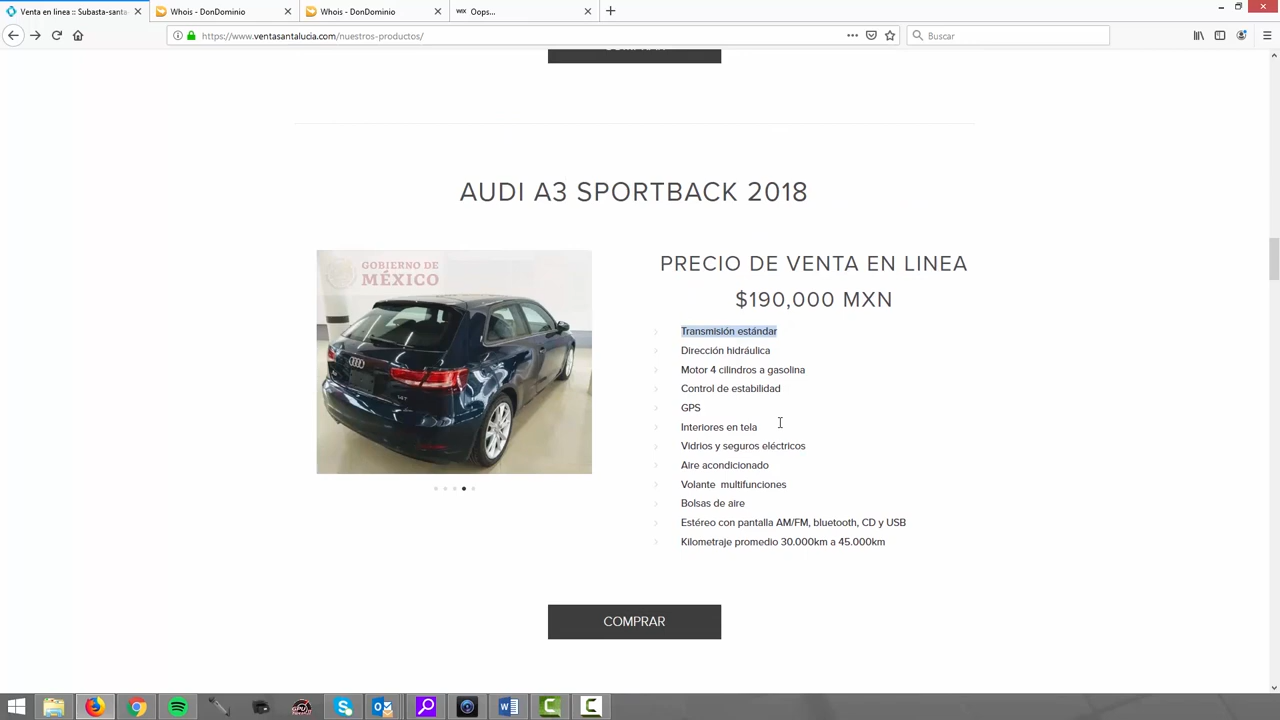 Venta en linea :: Subasta-santa-
Whois - DonDominio
Whois - DonDominio
WIX Oops...
https://www.ventasantalucia.com/nuestros-productos/
Buscar
AUDI A3 SPORTBACK 2018
GOBIERNO DE
MÉXICO
PRECIO DE VENTA EN LINEA
$190,000 MXN
Transmisión estándar
Dirección hidráulica
Motor 4 cilindros a gasolina
Control de estabilidad
GPS
Interiores en tela
Vidrios y seguros eléctricos
Aire acondicionado
Volante multifunciones
Bolsas de aire
Estéreo con pantalla AM/FM, bluetooth, CD y USB
Kilometraje promedio 30.000km a 45.000km
COMPRAR